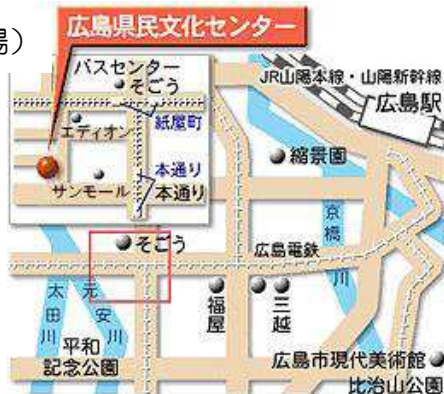 場）
広島県民文化センター
バスセンター
そごう
紙屋町
エディオン
本通り
サンモール
本通り
JR山陽本線・山陽新幹線
広島駅
縮景園
京橋川
そごう
広島電鉄
太田川
元安川
平和
記念公園
福屋
三越
広島市現代美術館
比治山公園